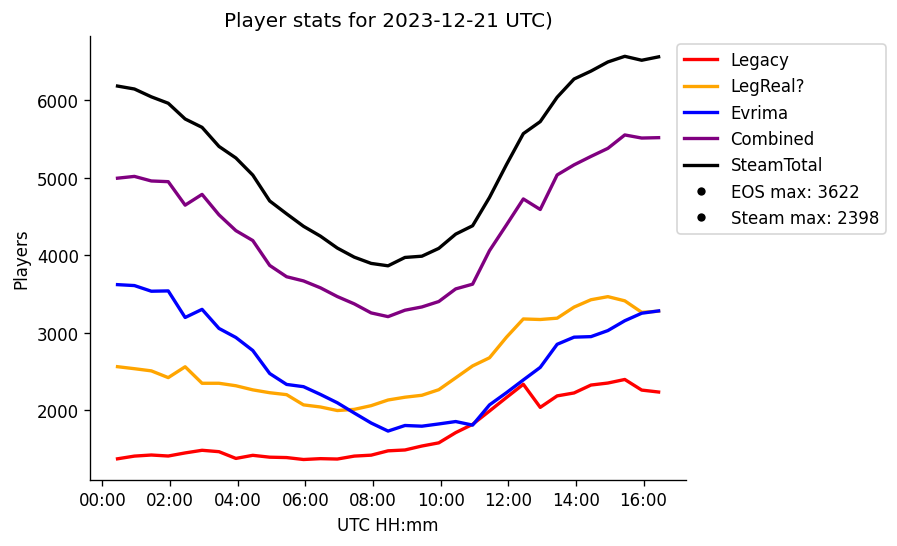 Player stats for 2023-12-21 UTC)
Players
6000
5000
4000
3000
2000
00:00 02:00 04:00 06:00 08:00 10:00 12:00 14:00 16:00
UTC HH:mm
Legacy
LegReal?
Evrima
Combined
SteamTotal
EOS max: 3622
Steam max: 2398